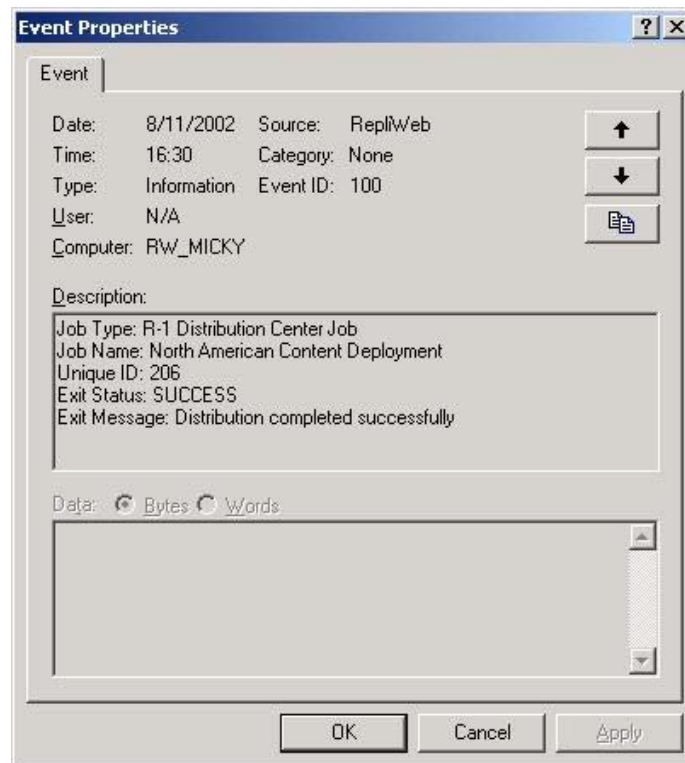 Event Properties
Event
Date: 8/11/2002 Source: RepliWeb
Time: 16:30 Category: None
Type: Information Event ID: 100
User: N/A
Computer: RW_MICKY
Description:
Job Type: R-1 Distribution Center Job
Job Name: North American Content Deployment
Unique ID: 206
Exit Status: SUCCESS
Exit Message: Distribution completed successfully
Data: Bytes Words
OK Cancel Apply